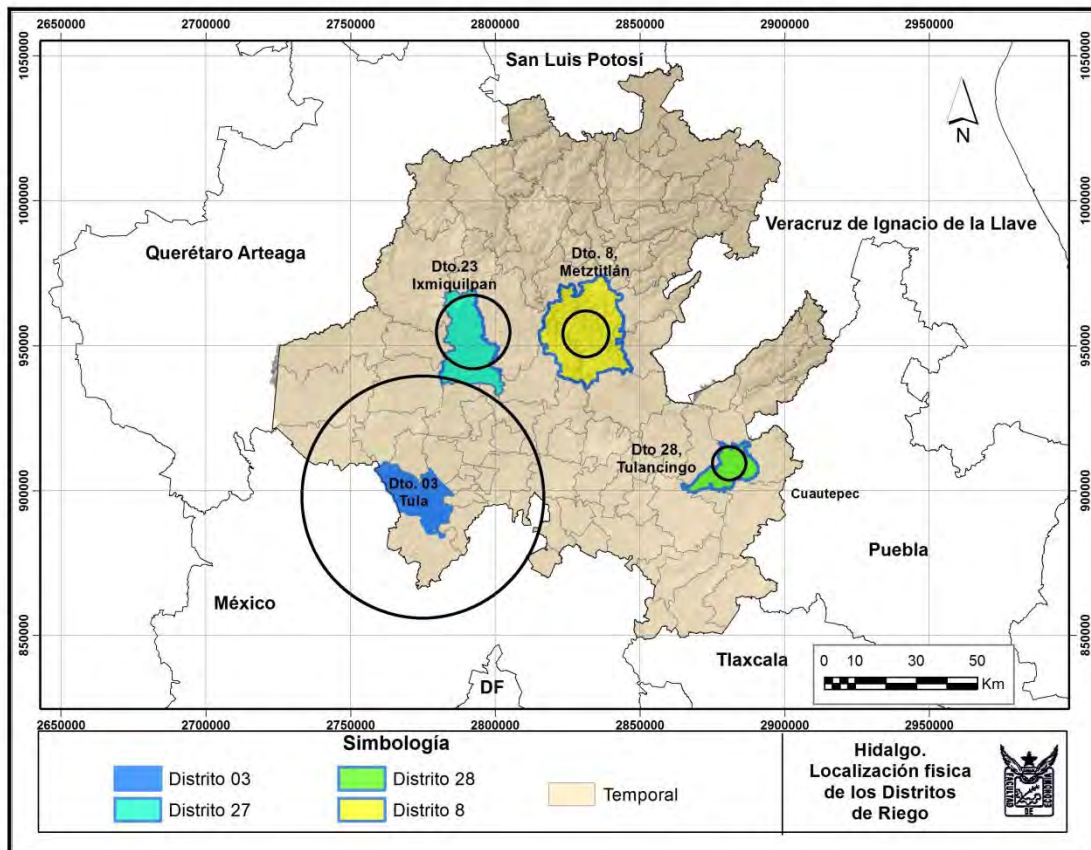 2650000 2700000 2750000 2800000 2850000 2900000 2950000
1050000 1050000
San Luis Potosí
N
1000000 1000000
Querétaro Arteaga
Veracruz de Ignacio de la Llave
Dto.23
Ixmiquilpan
Dto. 8,
Metztitlán
950000 950000
Dto 28,
Tulancingo
Dto. 03
Tula
Cuautepec
900000 900000
Puebla
México
850000 850000
Tlaxcala
DF
0 10 30 40 50
Km
2650000 2700000 2750000 2800000 2850000 2900000 2950000
Simbología
Distrito 03
Distrito 27
Distrito 28
Distrito 8
Temporal
Hidalgo.
Localización fisica
de los Distritos
de Riego